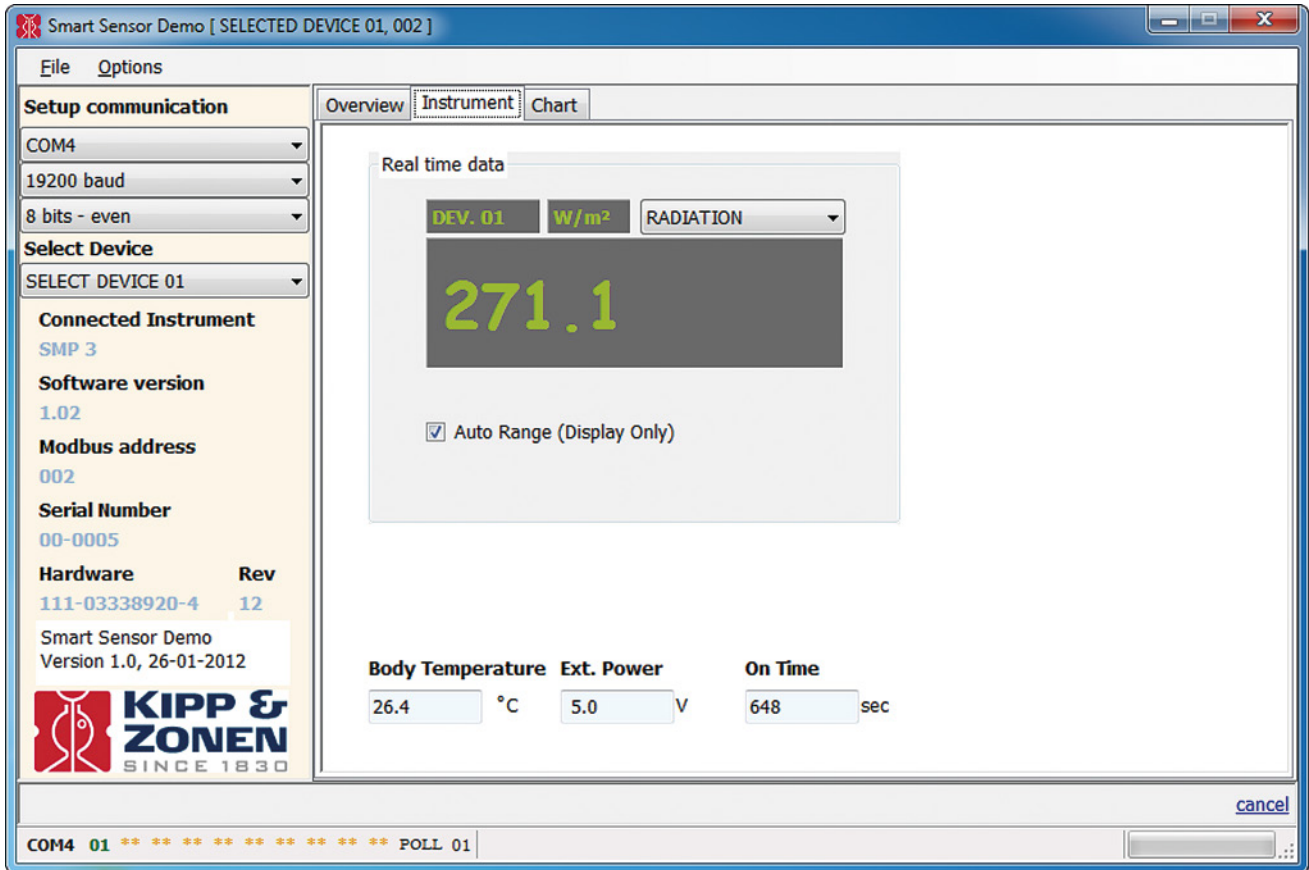 Smart Sensor Demo [ SELECTED DEVICE 01, 002 ]
File Options
Setup communication
COM4
19200 baud
8 bits - even
Select Device
SELECT DEVICE 01
Connected Instrument
SMP 3
Software version
1.02
Modbus address
002
Serial Number
00-0005
Hardware Rev
111-03338920-4 12
Smart Sensor Demo
Version 1.0, 26-01-2012
KIPP &
ZONEN
SINCE 1830
Overview Instrument Chart
Real time data
DEV. 01 W/m² RADIATION
271.1
Auto Range (Display Only)
Body Temperature Ext. Power On Time
26.4 °C 5.0 V 648 sec
cancel
COM4 01 ** ** ** ** ** ** ** ** ** POLL 01